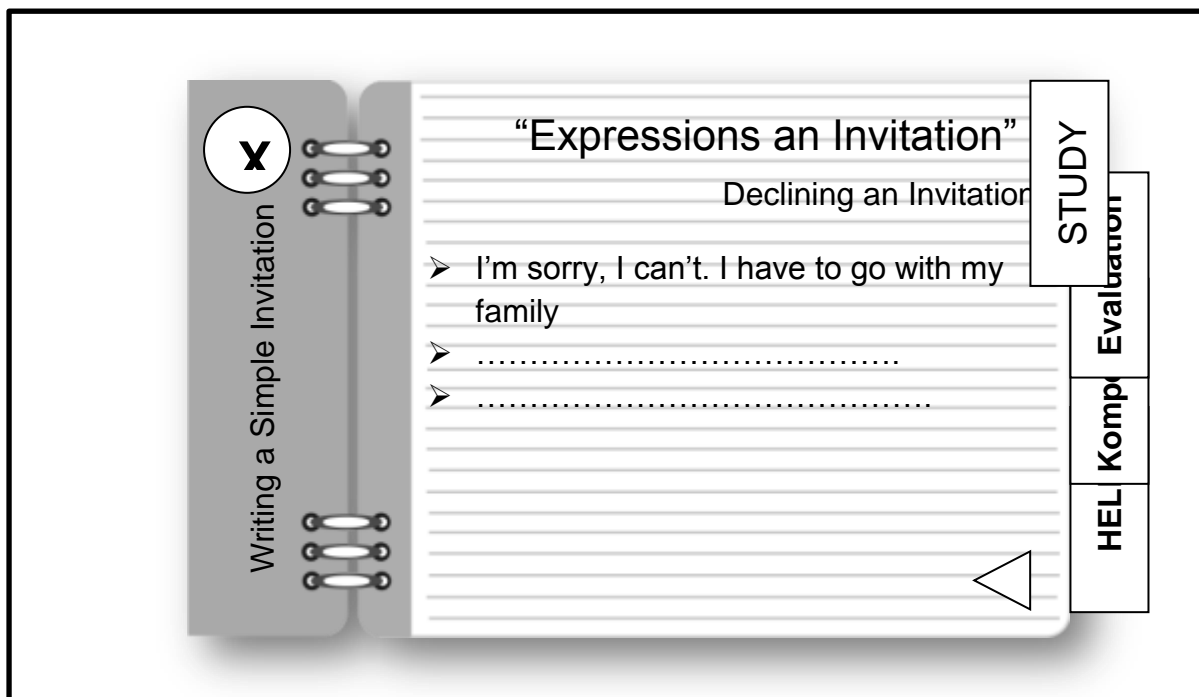 X
Writing a Simple Invitation
“Expressions an Invitation”
Declining an Invitation
➢ I’m sorry, I can’t. I have to go with my
family
➢ ……………………………………
➢ ……………………………………….
STUDY
Evaluation
Komp
HEL